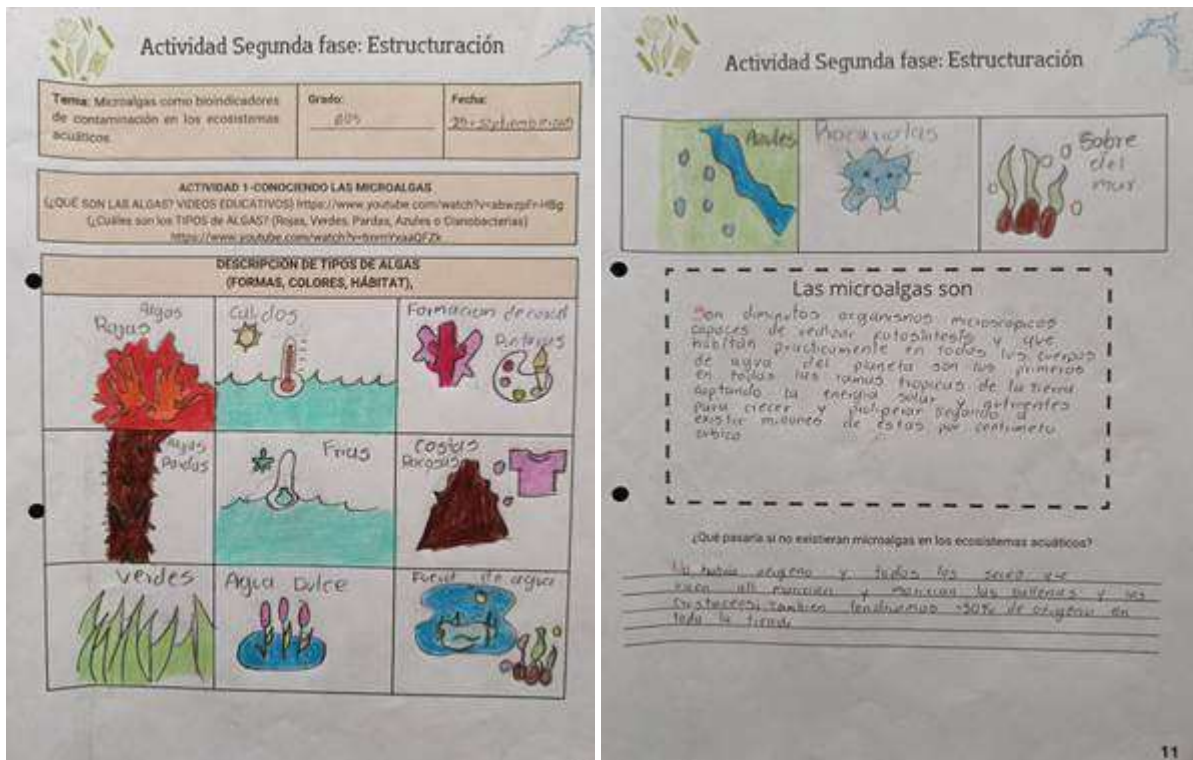 Actividad Segunda fase: Estructuración
Tema: Microalgas como bioindicadores
de contaminación en los ecosistemas
acuáticos.
Grado:
Fecha:
ACTIVIDAD 1-CONOCIENDO LAS MICROALGAS
(¿QUÉ SON LAS ALGAS? VIDEOS EDUCATIVOS)
(¿Cuáles son los TIPOS de ALGAS? (Rojas, Verdes, Pardas, Azules o Cianobacterias)
DESCRIPCIÓN DE TIPOS DE ALGAS
(FORMAS, COLORES, HÁBITAT),
Algas
Rojas
Calidos
Formacion de coral
Algas
Pardas
Frias
Costas
Rocosas
Verdes
Agua Dulce
Fuera de agua
Actividad Segunda fase: Estructuración
Azules
Procariotas
Sobre
del
mar
Las microalgas son
Son diminutos organismos microscopicos
capaces de realizar fotosintesis y que
habitan practicamente en todos los cuerpos
de agua del planeta son los primeros
en todas las ramas tropicas de la tierra
captando la energia solar y
para crecer y llegando a
existir millones de estas por centimetro
cubico
¿Qué pasaría si no existieran microalgas en los ecosistemas acuáticos?
oxigeno y todos los seres que
y las ballenas y los
tambien tendriamos -50% de oxigeno en
toda la tierra
11